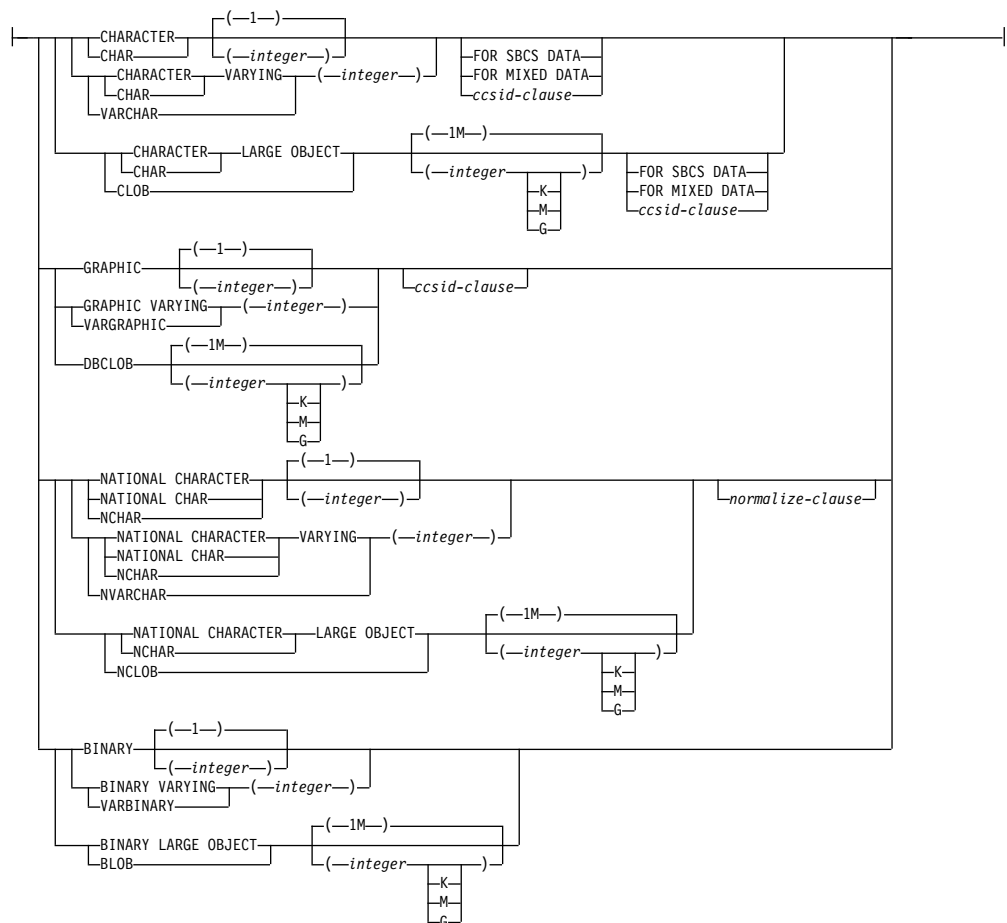 ( 1 )
CHARACTER
CHAR ( integer )
FOR SBCS DATA
CHARACTER VARYING ( integer ) FOR MIXED DATA
CHAR ccsid-clause
VARCHAR
( 1M )
CHARACTER LARGE OBJECT
CHAR ( integer ) FOR SBCS DATA
CLOB K FOR MIXED DATA
M ccsid-clause
G
( 1 )
GRAPHIC
( integer ) ccsid-clause
GRAPHIC VARYING ( integer )
VARGRAPHIC
( 1M )
DBCLOB
( integer )
K
M
G
( 1 )
NATIONAL CHARACTER
NATIONAL CHAR ( integer ) normalize-clause
NCHAR
NATIONAL CHARACTER VARYING ( integer )
NATIONAL CHAR
NCHAR
NVARCHAR
( 1M )
NATIONAL CHARACTER LARGE OBJECT
NCHAR ( integer )
NCLOB K
M
G
( 1 )
BINARY
( integer )
BINARY VARYING ( integer )
VARBINARY
( 1M )
BINARY LARGE OBJECT
BLOB ( integer )
K
M
G